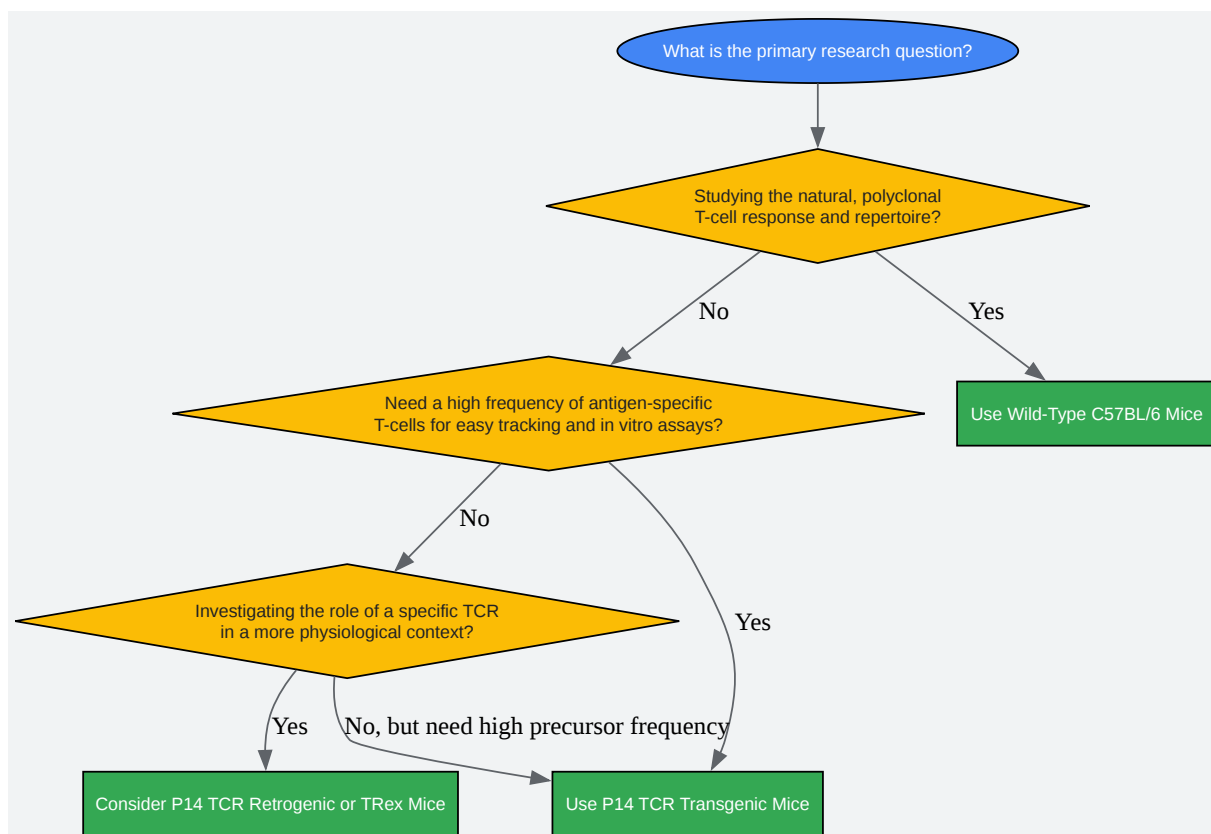 What is the primary research question?
Studying the natural, polyclonal
T-cell response and repertoire?
No
Yes
Need a high frequency of antigen-specific
T-cells for easy tracking and in vitro assays?
Use Wild-Type C57BL/6 Mice
No
Investigating the role of a specific TCR
in a more physiological context?
Yes
Yes
No, but need high precursor frequency
Consider P14 TCR Retrogenic or TRex Mice
Use P14 TCR Transgenic Mice